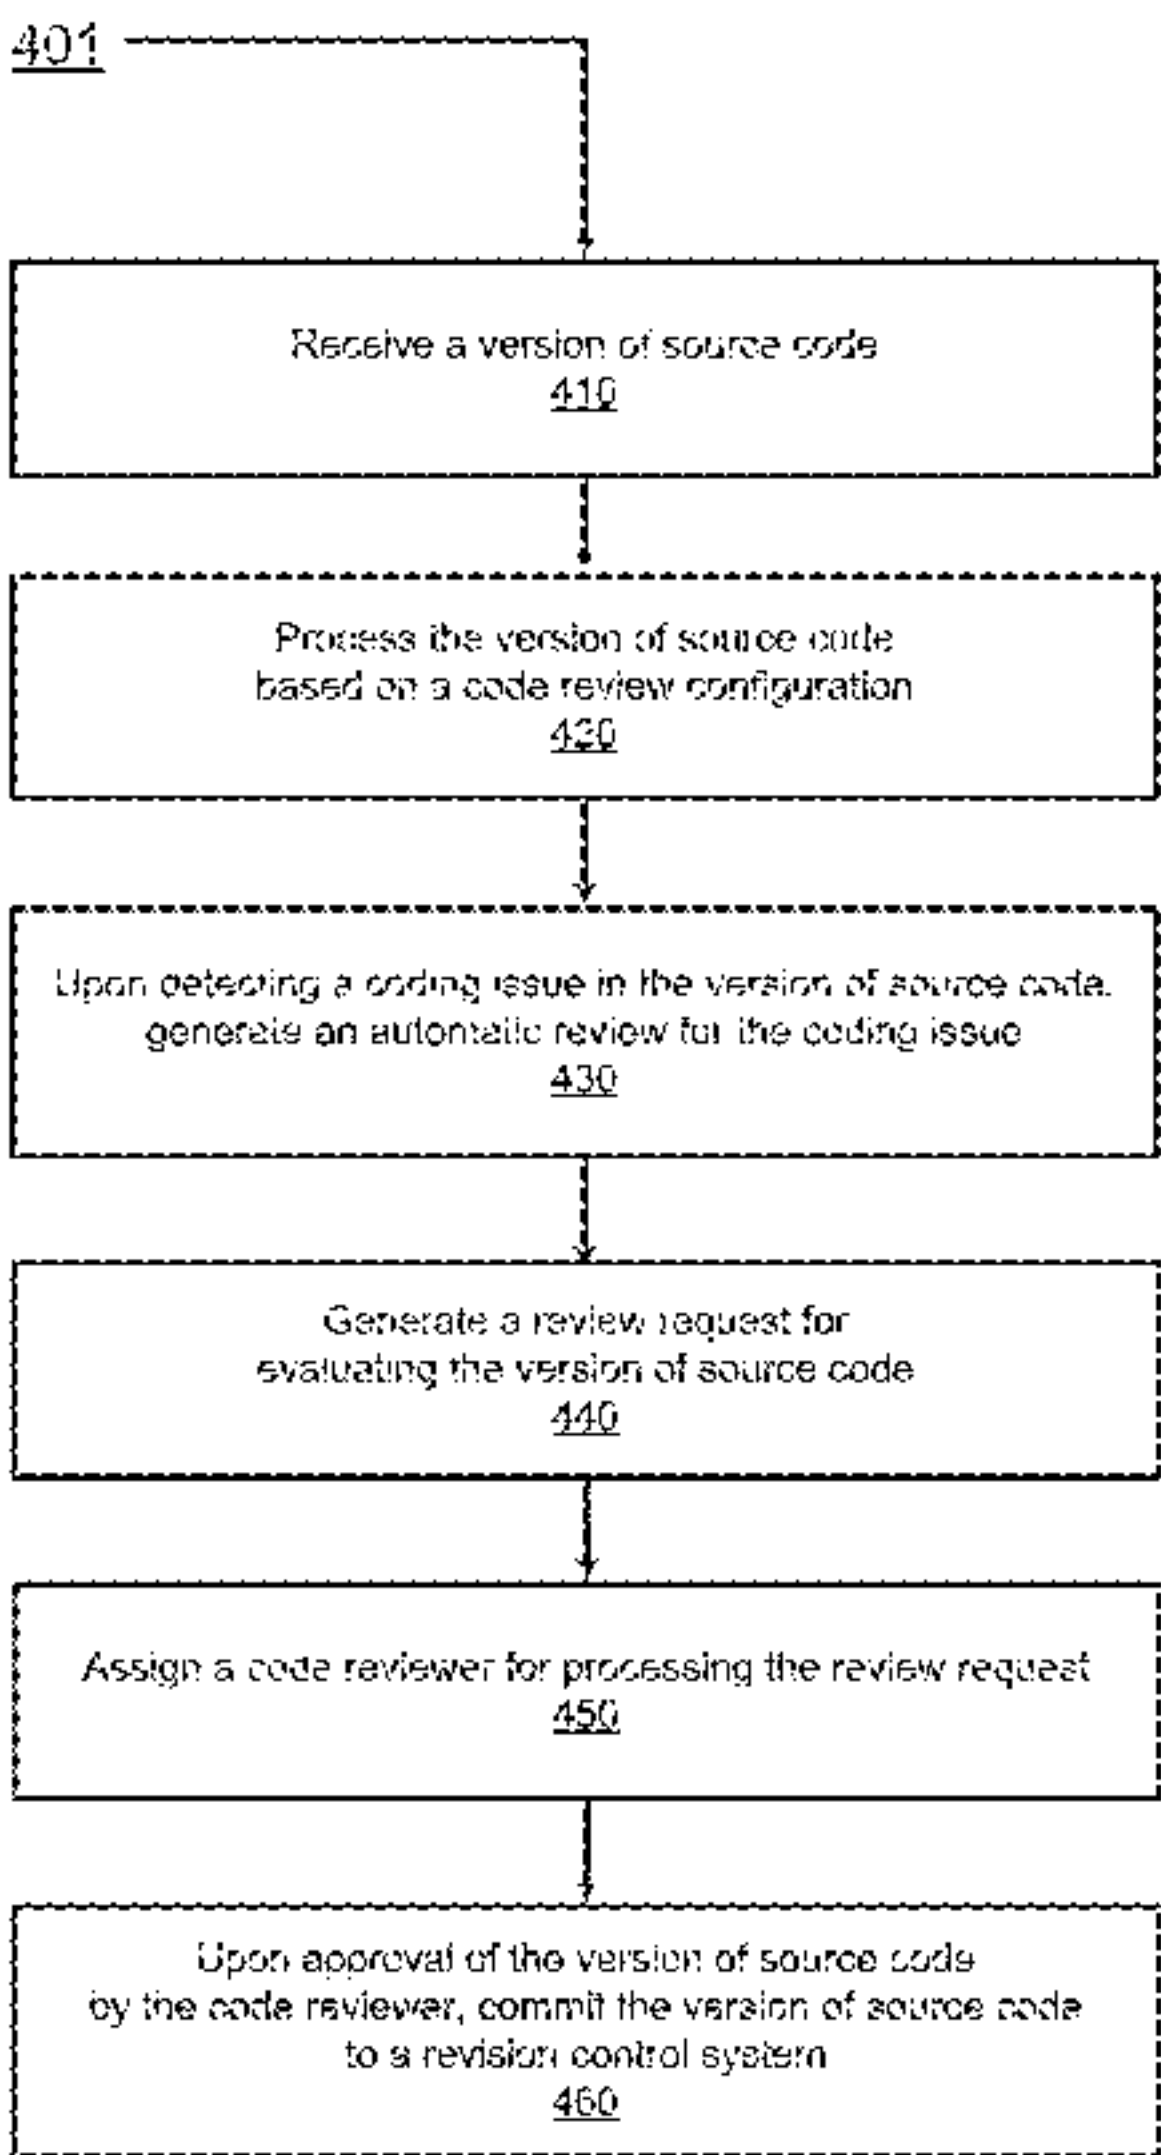 401
Receive a version of source code
410
Process the version of source code
based on a code review configuration
420
Upon detecting a coding issue in the version of source code,
generate an automatic review for the coding issue
430
Generate a review request for
evaluating the version of source code
440
Assign a code reviewer for processing the review request
450
Upon approval of the version of source code
by the code reviewer, commit the version of source code
to a revision control system
460